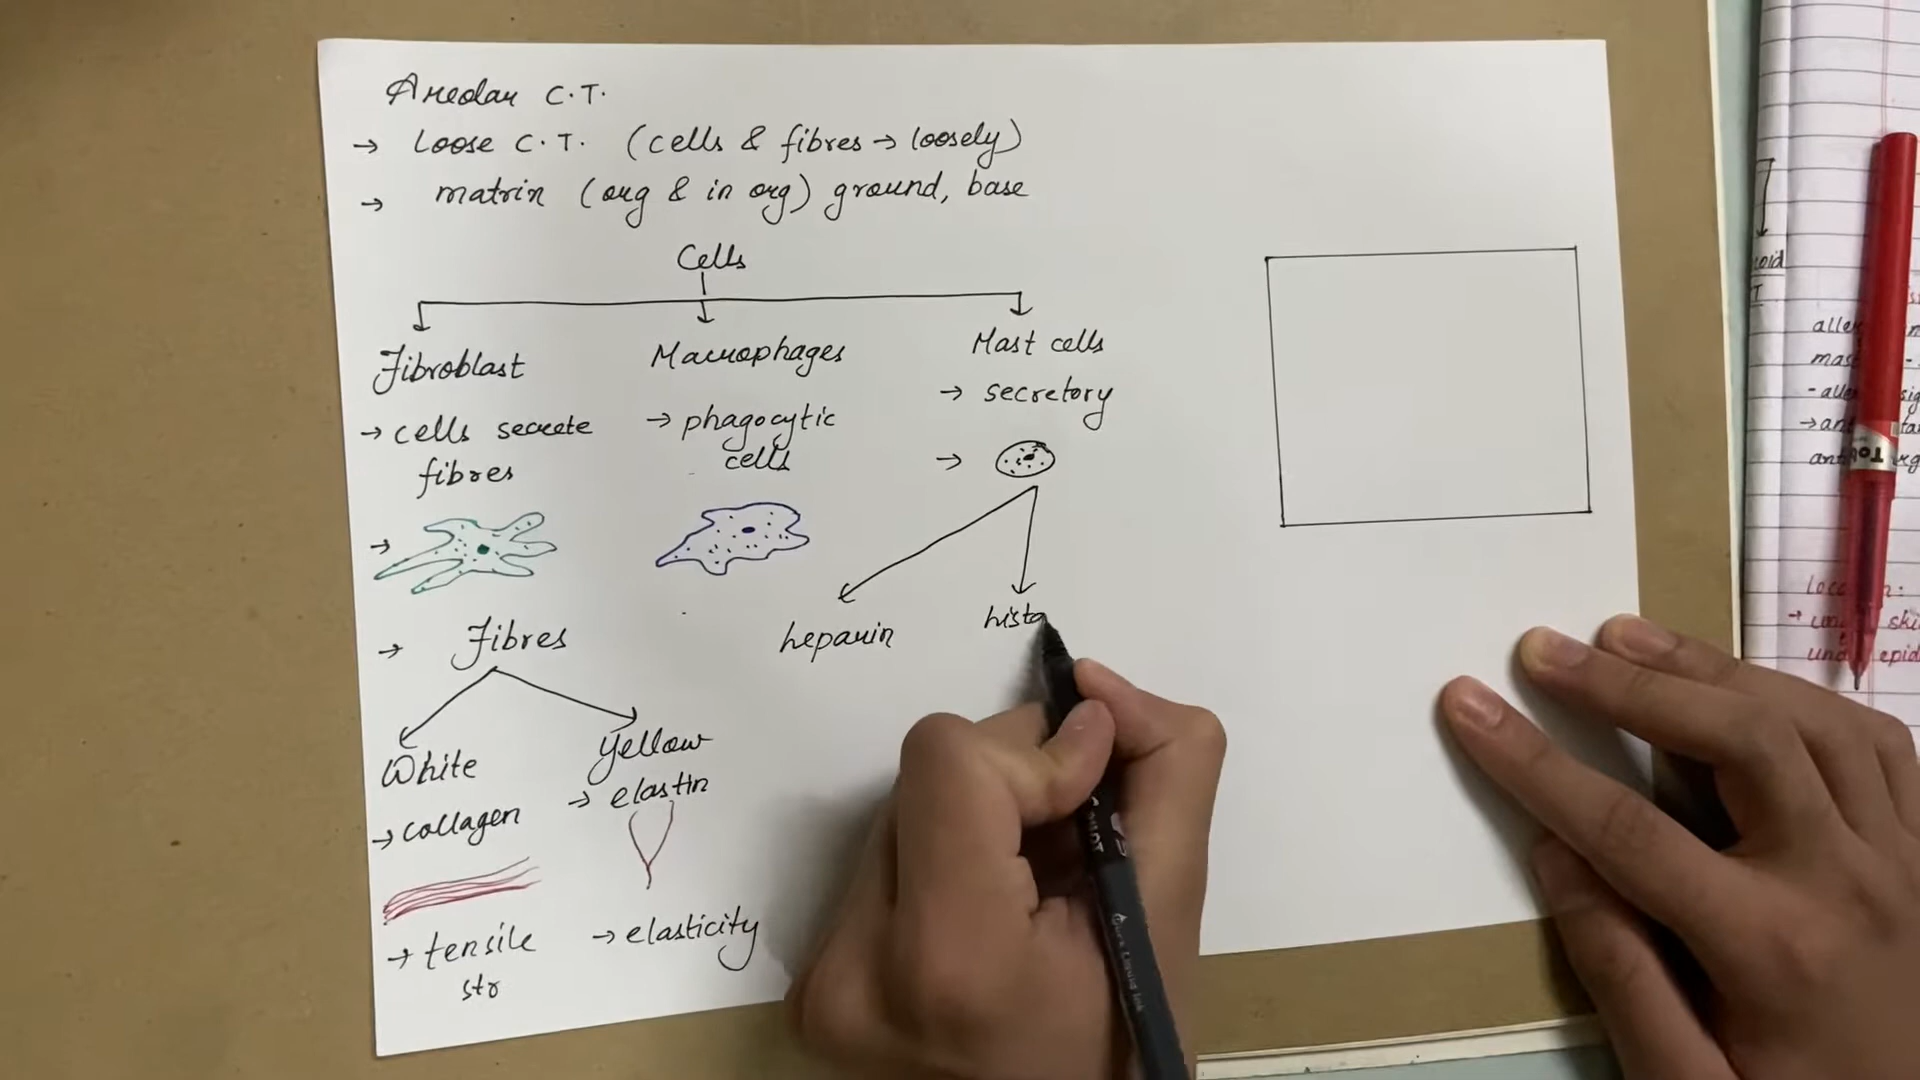 Areolar C.T.
→ Loose C.T. (cells & fibres → loosely)
→ matrix (org & in org) ground, base
Cells
Fibroblast
→ cells secrete
fibres
→
→ Fibres
White
→ collagen
→ tensile
str
Yellow
→ elastin
→ elasticity
Macrophages
→ phagocytic
cells
Mast cells
→ secretory
→
heparin
hista